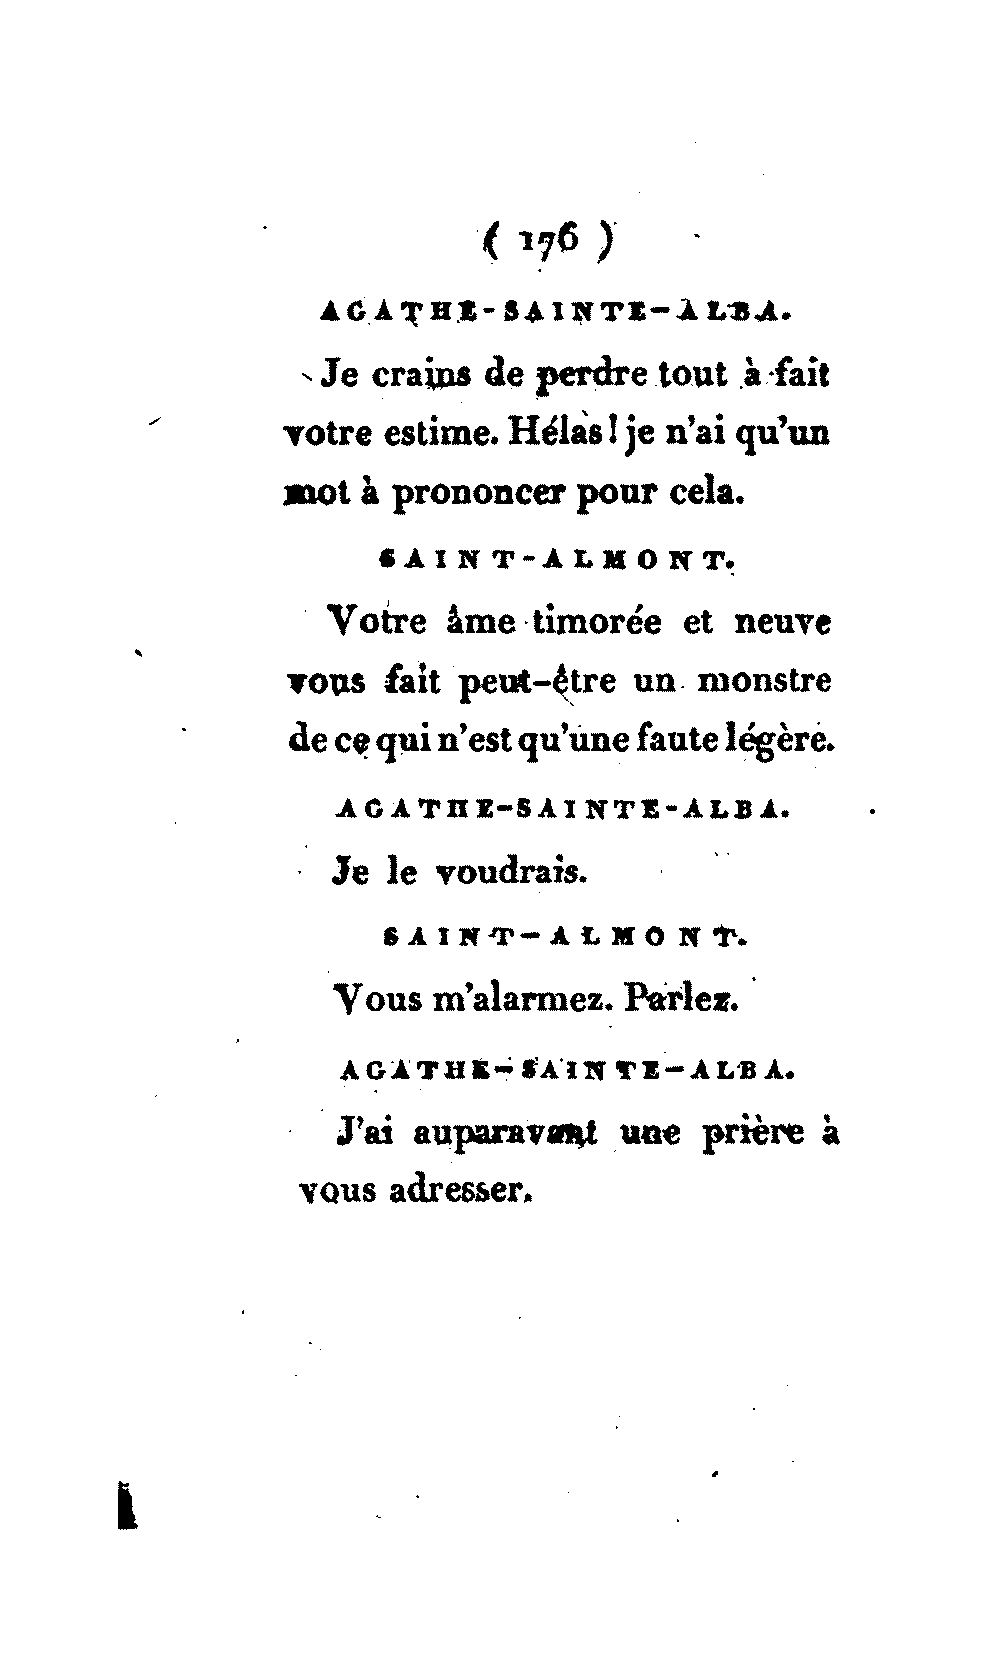 ( 176 )
AGATHE-SAINTE-ALBA.
Je crains de perdre tout à fait
votre estime. Hélas! je n'ai qu'un
mot à prononcer pour cela.
SAINT-ALMONT.
Votre âme timorée et neuve
vous fait peut-être un monstre
de ce qui n'est qu'une faute légère.
AGATHE-SAINTE-ALBA.
Je le voudrais.
SAINT-ALMONT.
Vous m'alarmez. Parlez.
AGATHE-SAINTE-ALBA.
J'ai auparavant une prière à
vous adresser.